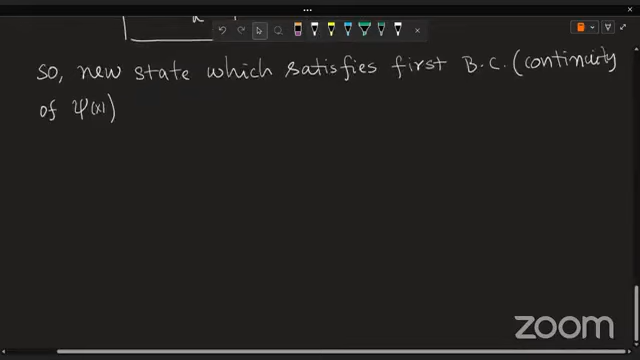 a
so, new state which satisfies first B.C. (continuity
of Ψ(x))
zoom